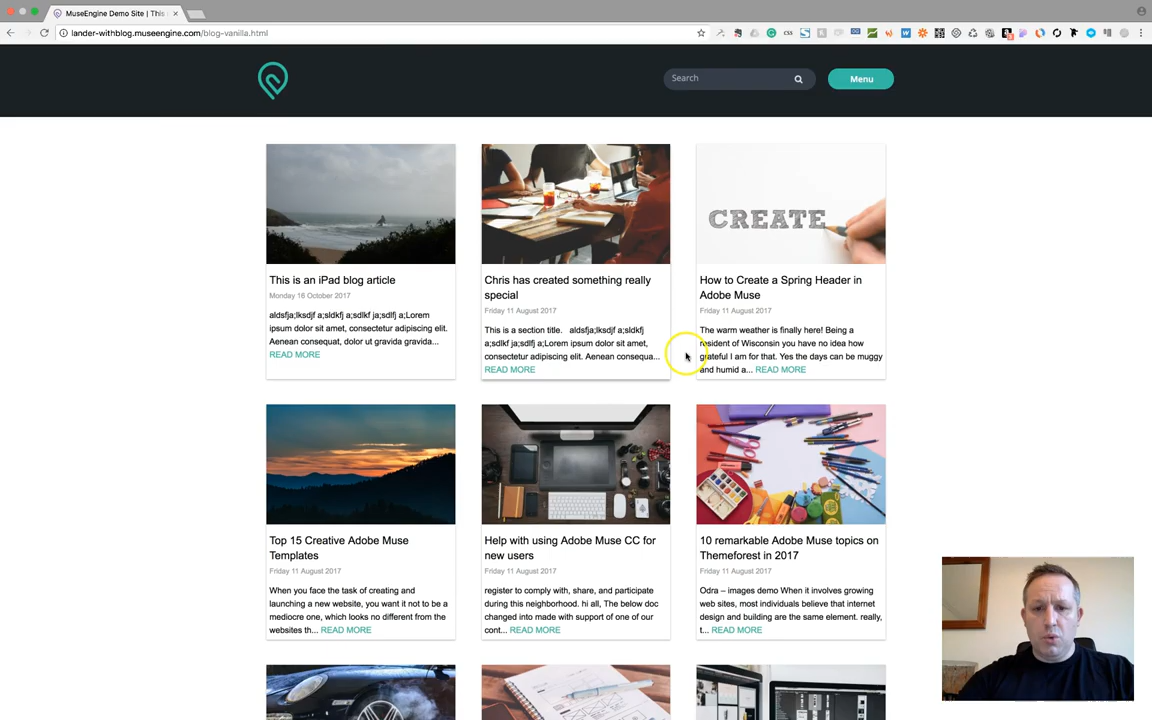 MuseEngine Demo Site | This
lander-withblog.museengine.com/blog-vanilla.html
Search
Menu
CREATE
This is an iPad blog article
Monday 16 October 2017
aldsfja;lksdjf a;sldkfj a;sdlfj a;Lorem
ipsum dolor sit amet, consectetur adipiscing elit.
Aenean consequat, dolor ut gravida gravida...
READ MORE
Chris has created something really
special
Friday 11 August 2017
This is a section title.   aldsfja;lksdjf a;sldkfj
a;sdlkf a;sdlfj a;Lorem ipsum dolor sit amet,
consectetur adipiscing elit. Aenean consequa...
READ MORE
How to Create a Spring Header in
Adobe Muse
Friday 11 August 2017
The warm weather is finally here! Being a
resident of Wisconsin you have no idea how
grateful I am for that. Yes the days can be muggy
and humid a... READ MORE
Top 15 Creative Adobe Muse
Templates
Friday 11 August 2017
When you face the task of creating and
launching a new website, you want it not to be a
mediocre one, which looks no different from the
websites th... READ MORE
Help with using Adobe Muse CC for
new users
Friday 11 August 2017
register to comply with, share, and participate
during this neighborhood. hi all, The below doc
changed into made with support of one of our
cont... READ MORE
10 remarkable Adobe Muse topics on
Themeforest in 2017
Friday 11 August 2017
Odra – images demo When it involves growing
web sites, most individuals believe that internet
design and building are the same element. really,
t... READ MORE